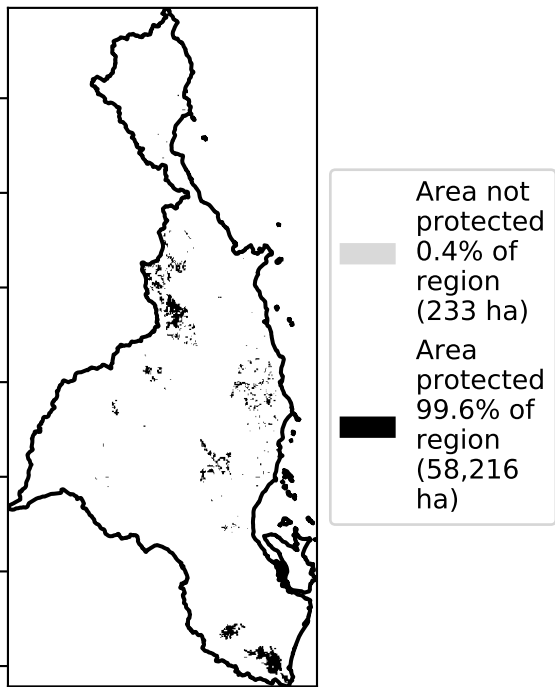 Area not
protected
0.4% of
region
(233 ha)
Area
protected
99.6% of
region
(58,216
ha)